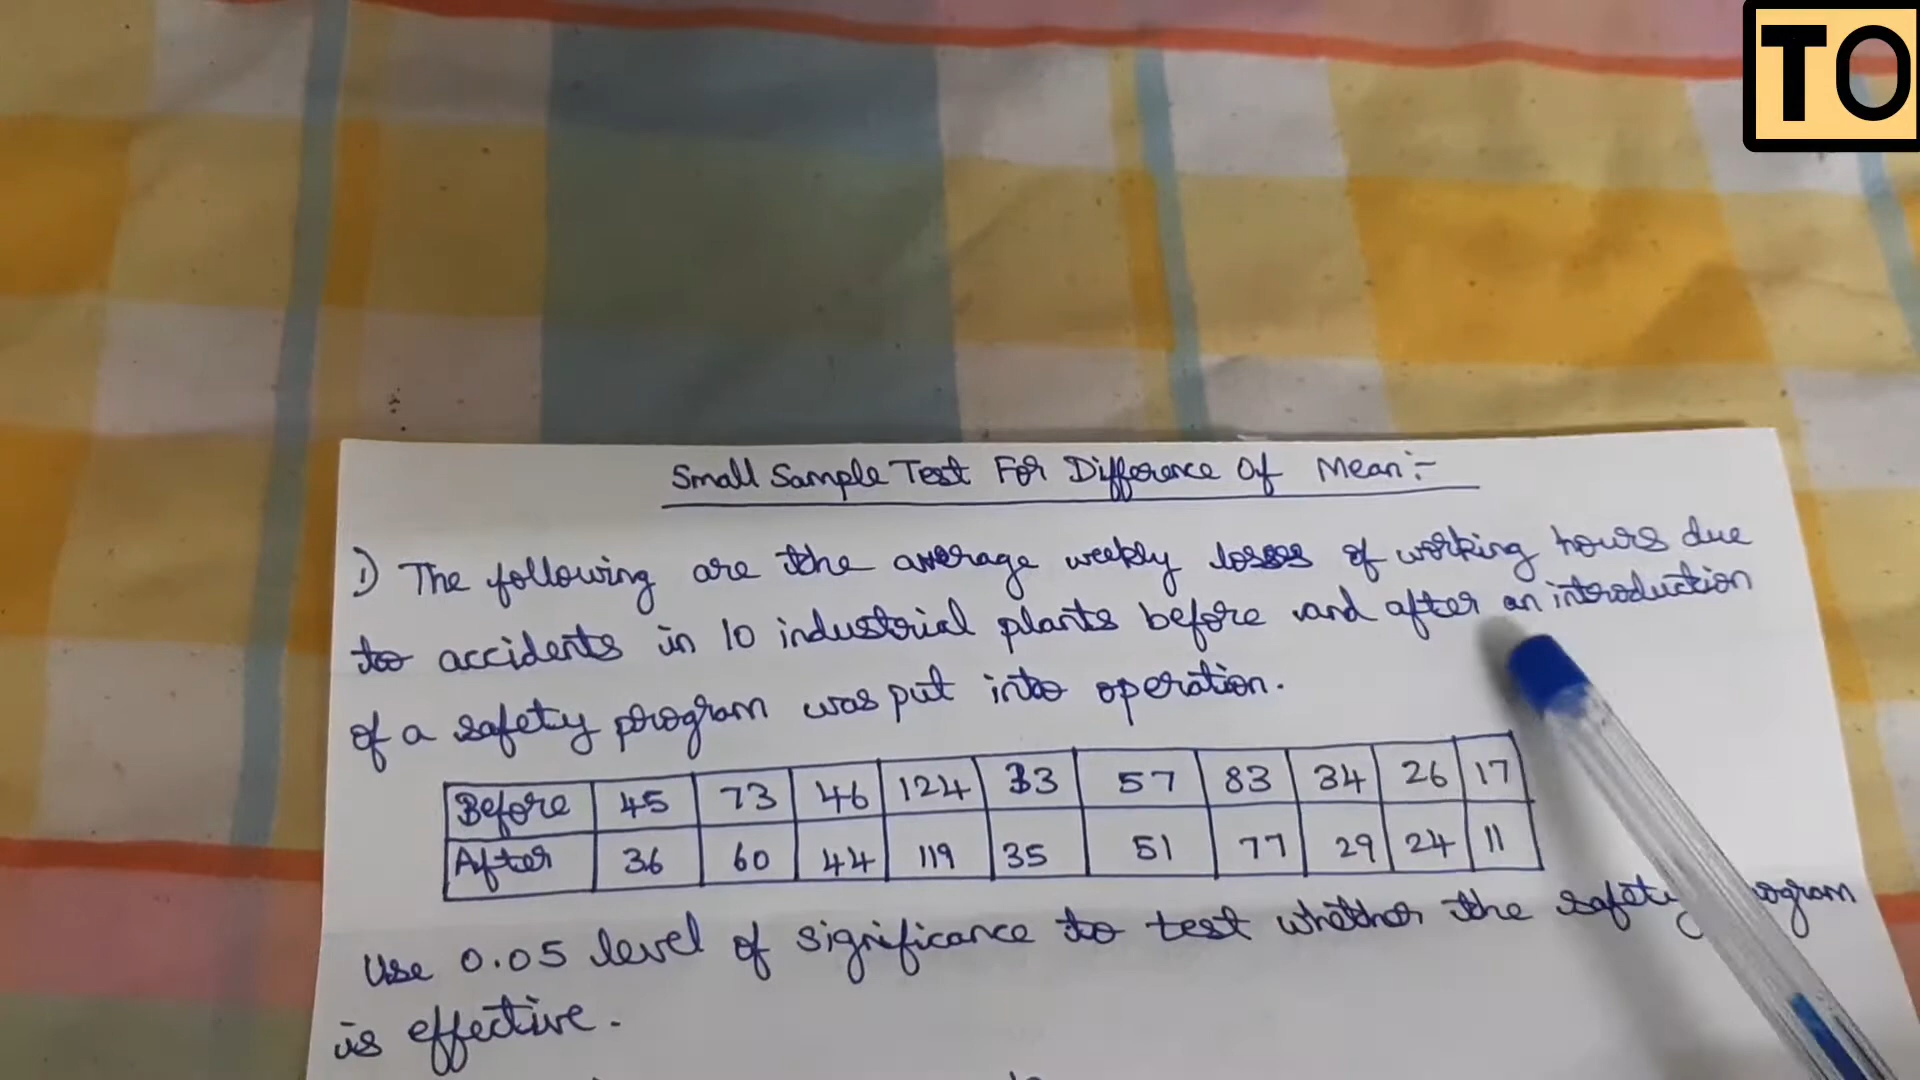 TO
Small Sample Test For Difference Of Mean:-
1) The following are the average weekly losses of working hours due
to accidents in 10 industrial plants before and after an introduction
of a safety program was put into operation.
Before 45 73 46 124 33 57 83 34 26 17
After 36 60 44 119 35 51 77 29 24 11
Use 0.05 level of significance to test whether the safety program
is effective.